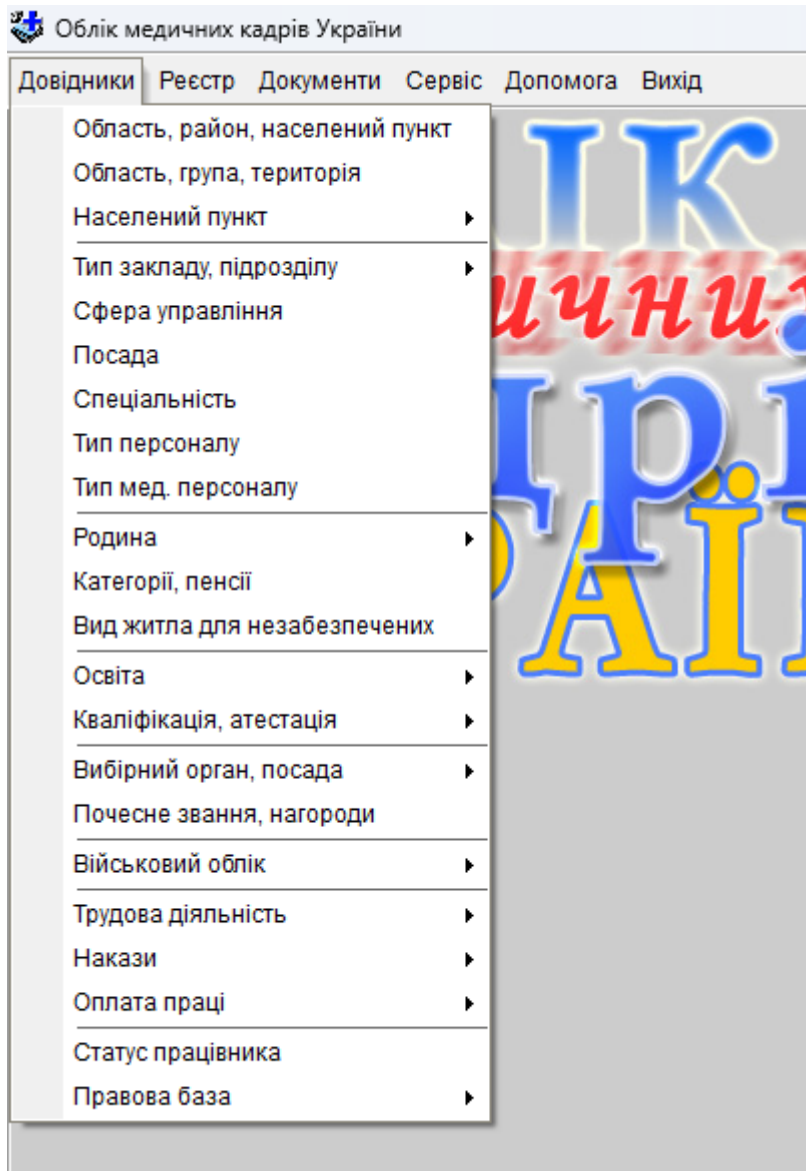 Облік медичних кадрів України
Довідники Реєстр Документи Сервіс Допомога Вихід
Область, район, населений пункт
Область, група, територія
Населений пункт
Тип закладу, підрозділу
Сфера управління
Посада
Спеціальність
Тип персоналу
Тип мед. персоналу
Родина
Категорії, пенсії
Вид житла для незабезпечених
Освіта
Кваліфікація, атестація
Вибірний орган, посада
Почесне звання, нагороди
Військовий облік
Трудова діяльність
Накази
Оплата праці
Статус працівника
Правова база